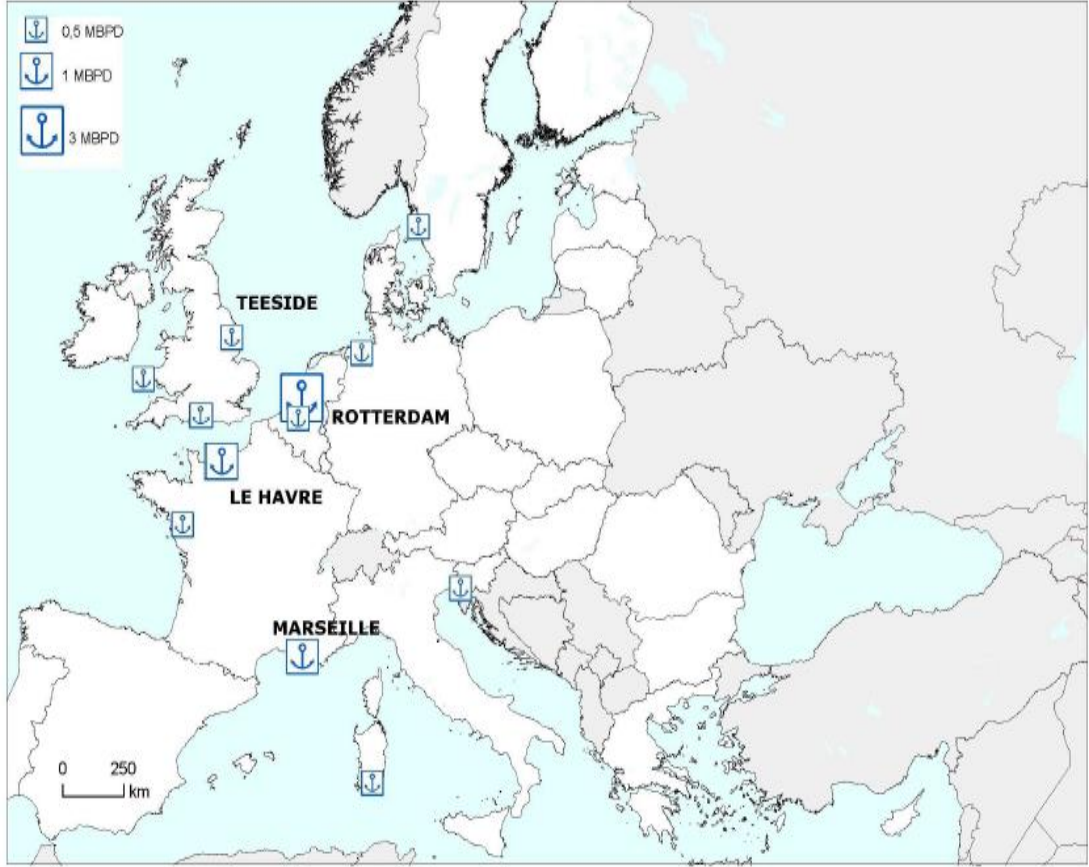 0,5 MBPD
1 MBPD
3 MBPD
TEESIDE
ROTTERDAM
LE HAVRE
MARSEILLE
0 250
km